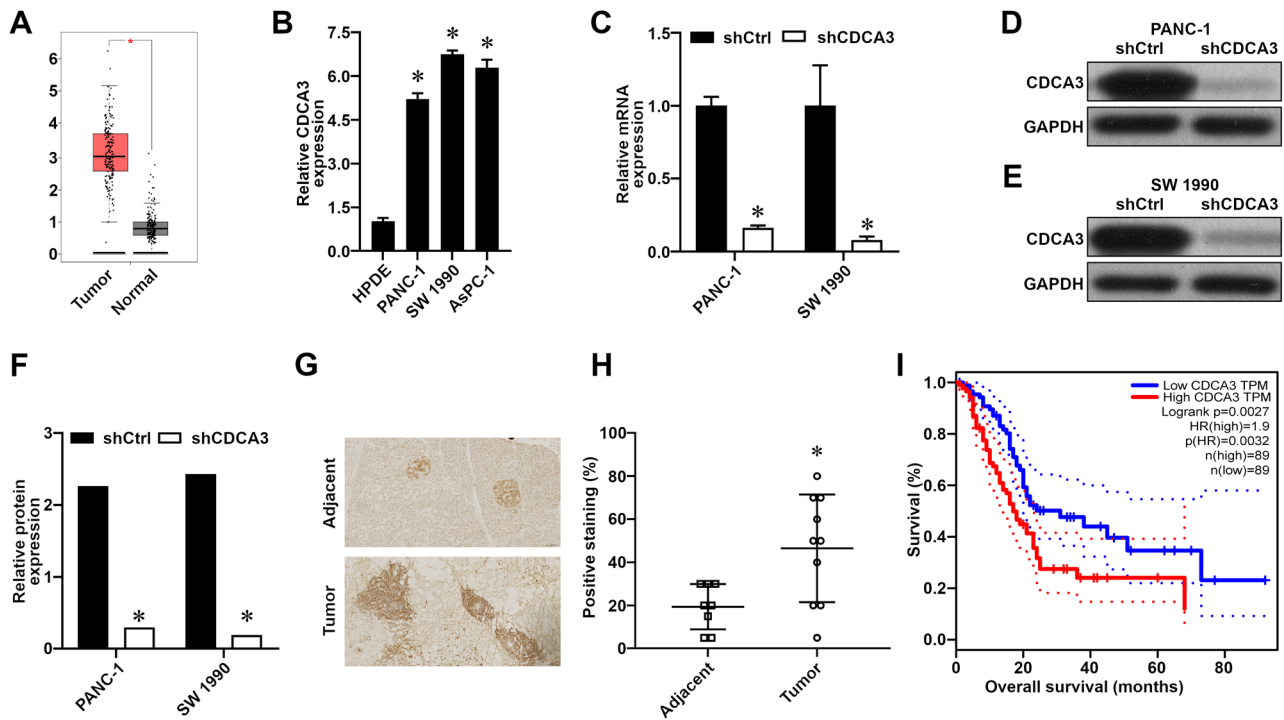 A
*
6
5
4
3
2
1
0
Tumor
Normal
B
Relative CDCA3
expression
7.5
6.0
4.5
3.0
1.5
0.0
*
*
*
HPDE
PANC-1
SW 1990
AsPC-1
C
shCtrl
shCDCA3
Relative mRNA
expression
1.5
1.0
0.5
0.0
*
*
PANC-1
SW 1990
D
PANC-1
shCtrl shCDCA3
CDCA3
GAPDH
E
SW 1990
shCtrl shCDCA3
CDCA3
GAPDH
F
shCtrl
shCDCA3
Relative protein
expression
3
2
1
0
*
*
PANC-1
SW 1990
G
Adjacent
Tumor
H
Positive staining (%)
100
80
60
40
20
0
*
Adjacent
Tumor
I
Survival (%)
1.0
0.8
0.6
0.4
0.2
0.0
Low CDCA3 TPM
High CDCA3 TPM
Logrank p=0.0027
HR(high)=1.9
p(HR)=0.0032
n(high)=89
n(low)=89
0 20 40 60 80
Overall survival (months)